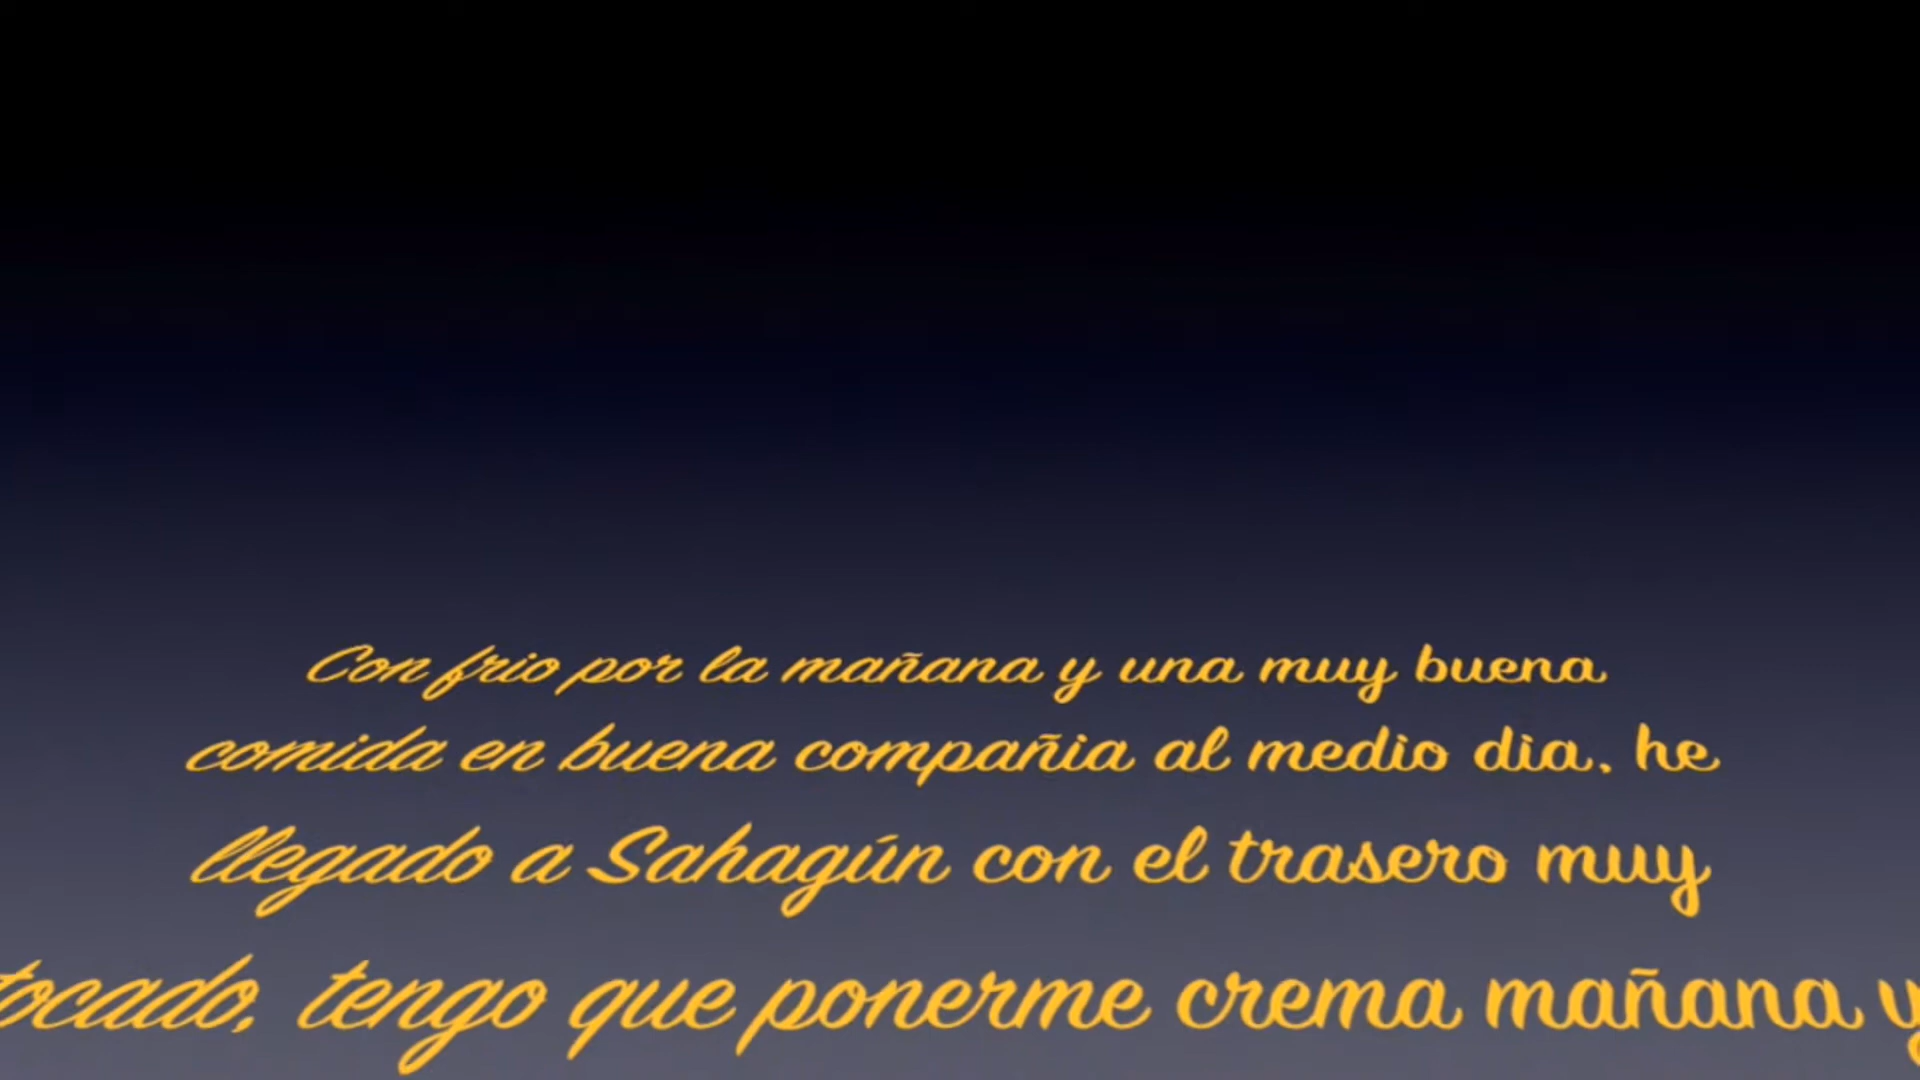 Con frio por la mañana y una muy buena
comida en buena compañia al medio dia, he
llegado a Sahagún con el trasero muy
tocado, tengo que ponerme crema mañana y